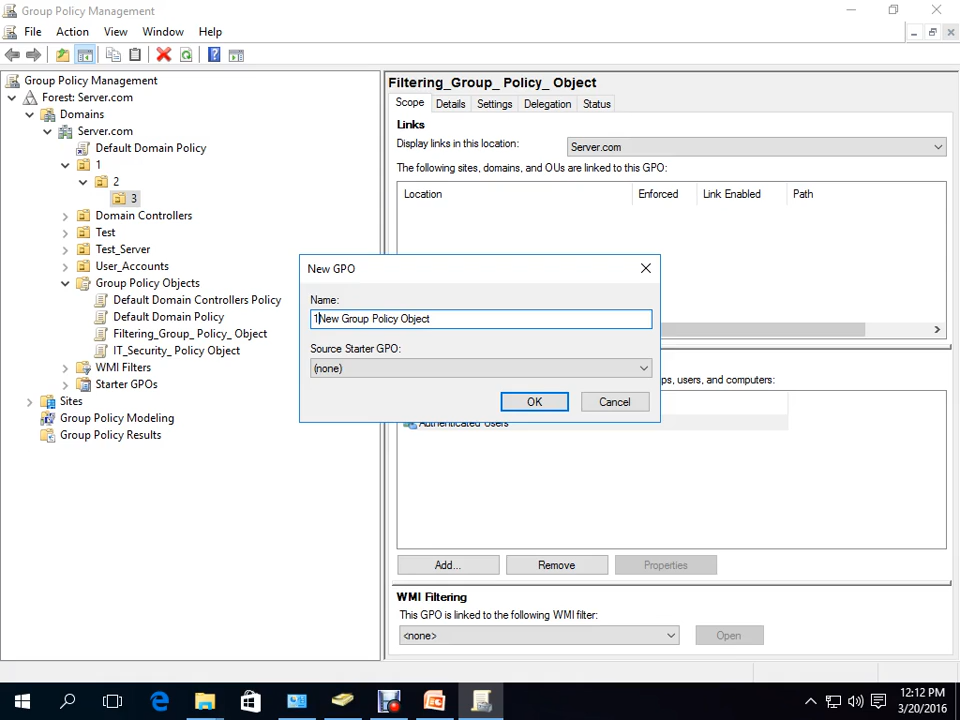 Group Policy Management
File Action View Window Help
Group Policy Management
Forest: Server.com
Domains
Server.com
Default Domain Policy
1
2
3
Domain Controllers
Test
Test_Server
User_Accounts
Group Policy Objects
Default Domain Controllers Policy
Default Domain Policy
Filtering_Group_ Policy_ Object
IT_Security_ Policy Object
WMI Filters
Starter GPOs
Sites
Group Policy Modeling
Group Policy Results
Filtering_Group_ Policy_ Object
Scope Details Settings Delegation Status
Links
Display links in this location: Server.com
The following sites, domains, and OUs are linked to this GPO:
Location Enforced Link Enabled Path
New GPO
Name:
1New Group Policy Object
Source Starter GPO:
(none)
OK Cancel
ps, users, and computers:
Authenticated Users
Add... Remove Properties
WMI Filtering
This GPO is linked to the following WMI filter:
<none> Open
12:12 PM
3/20/2016